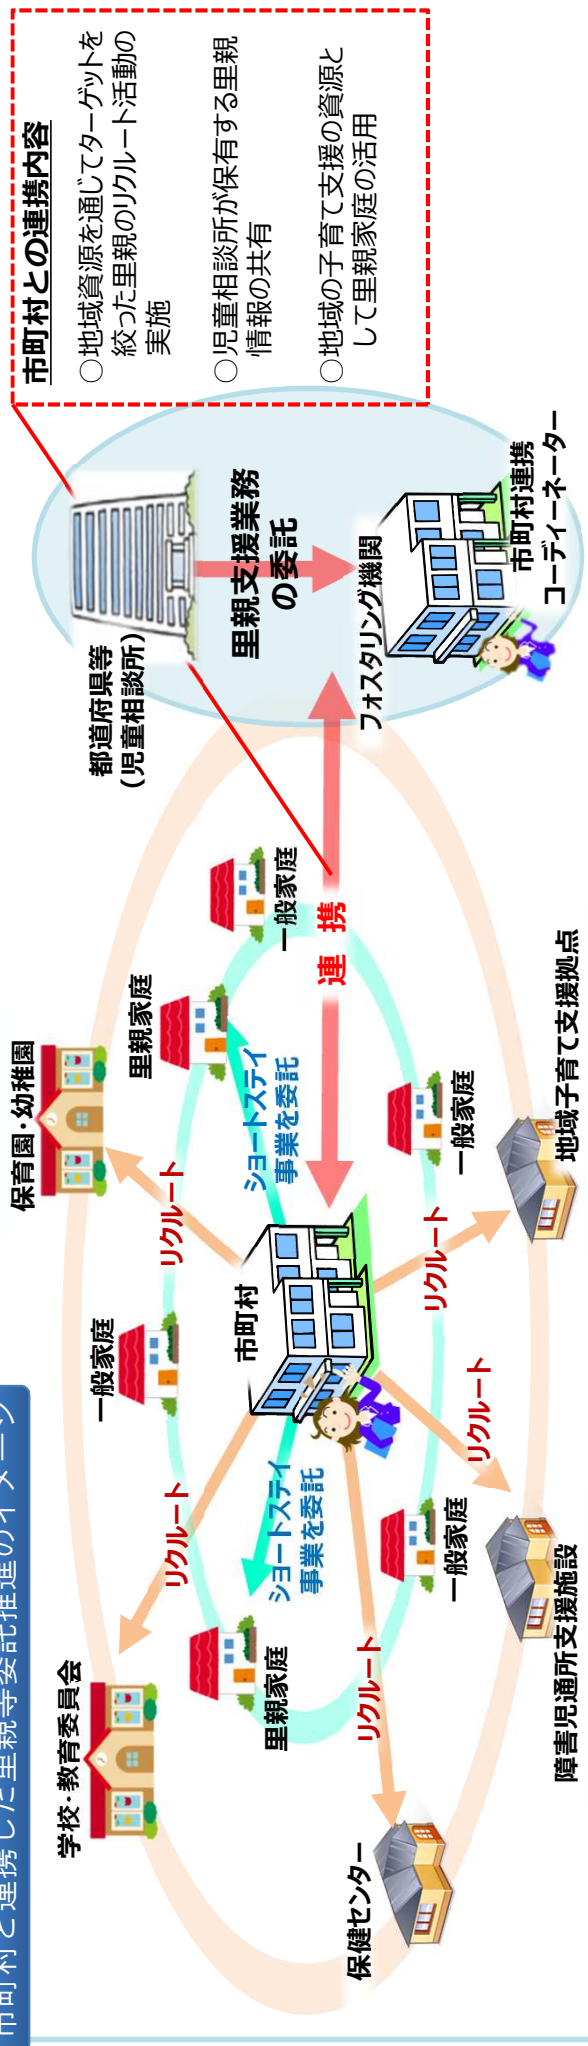 市町村と連携した里親等委託推進のイメージ
学校・教育委員会
保育園・幼稚園
一般家庭
里親家庭
里親家庭
一般家庭
リクルート
リクルート
ショートステイ
事業を委託
ショートステイ
事業を委託
市町村
連 携
保健センター
リクルート
一般家庭
リクルート
リクルート
一般家庭
障害児通所支援施設
地域子育て支援拠点
都道府県等
(児童相談所)
里親支援業務
の委託
フォスタリング機関
市町村連携
コーディーネーター
市町村との連携内容
○地域資源を通じてターゲットを
絞った里親のリクルート活動の
実施
○児童相談所が保有する里親
情報の共有
○地域の子育て支援の資源と
して里親家庭の活用